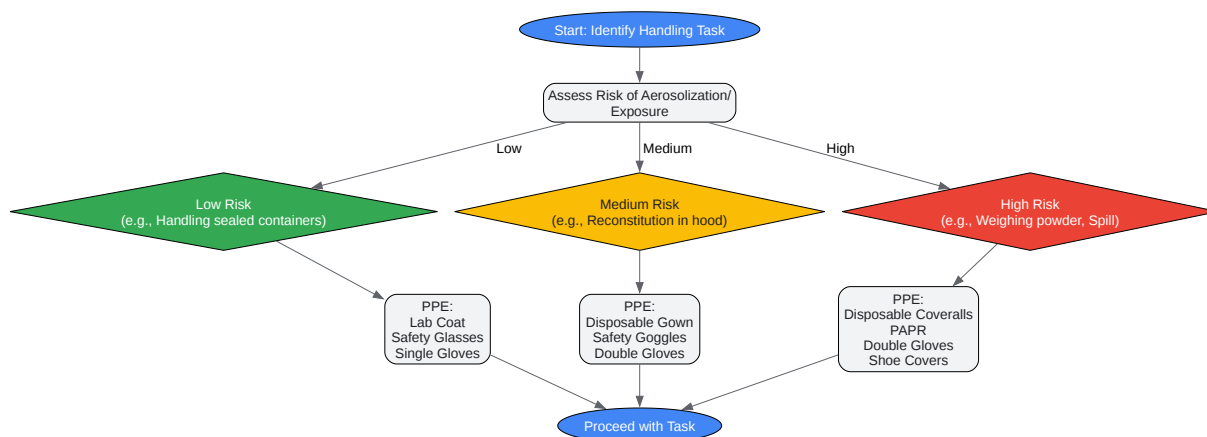 Start: Identify Handling Task
Assess Risk of Aerosolization/
Exposure
Low
Medium
High
Low Risk
(e.g., Handling sealed containers)
Medium Risk
(e.g., Reconstitution in hood)
High Risk
(e.g., Weighing powder, Spill)
PPE:
Lab Coat
Safety Glasses
Single Gloves
PPE:
Disposable Gown
Safety Goggles
Double Gloves
PPE:
Disposable Coveralls
PAPR
Double Gloves
Shoe Covers
Proceed with Task